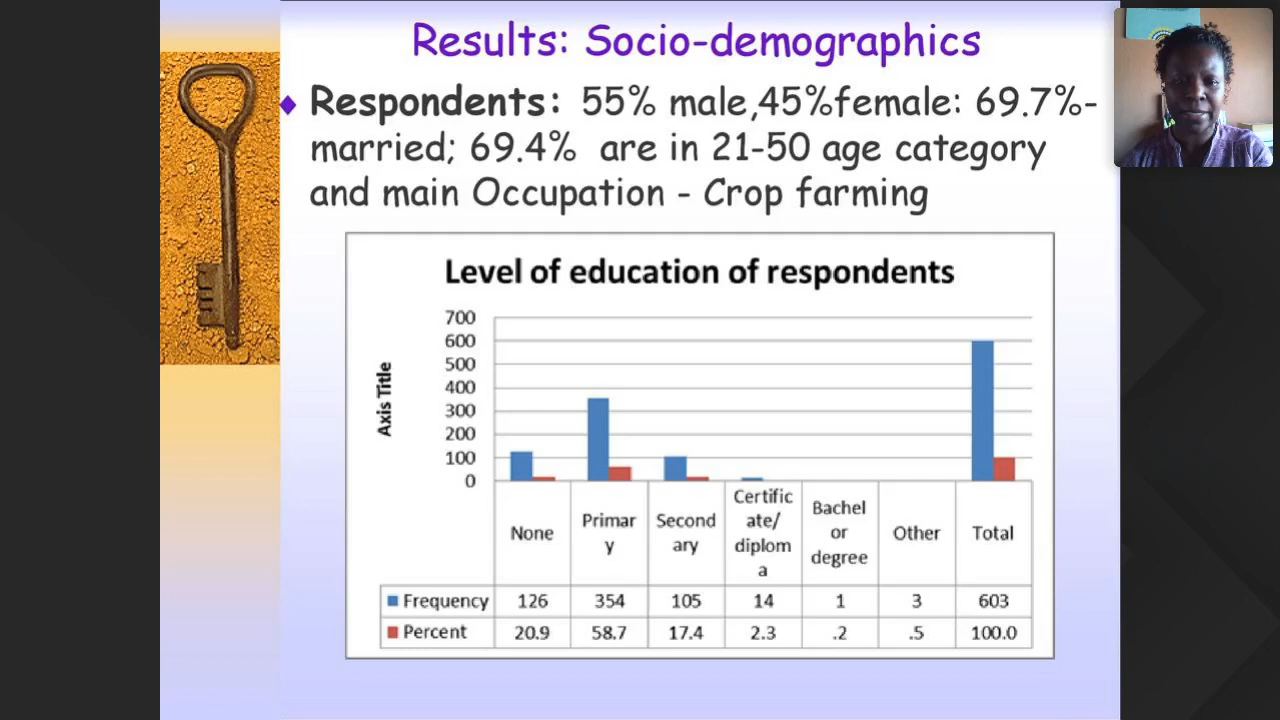 Results: Socio-demographics
♦ Respondents: 55% male,45%female: 69.7%-
married; 69.4% are in 21-50 age category
and main Occupation - Crop farming
Level of education of respondents
Axis Title
700
600
500
400
300
200
100
0
None Primar Second Certific Bachel Other Total
y ary ate/ or
diplom degree
a
Frequency 126 354 105 14 1 3 603
Percent 20.9 58.7 17.4 2.3 .2 .5 100.0